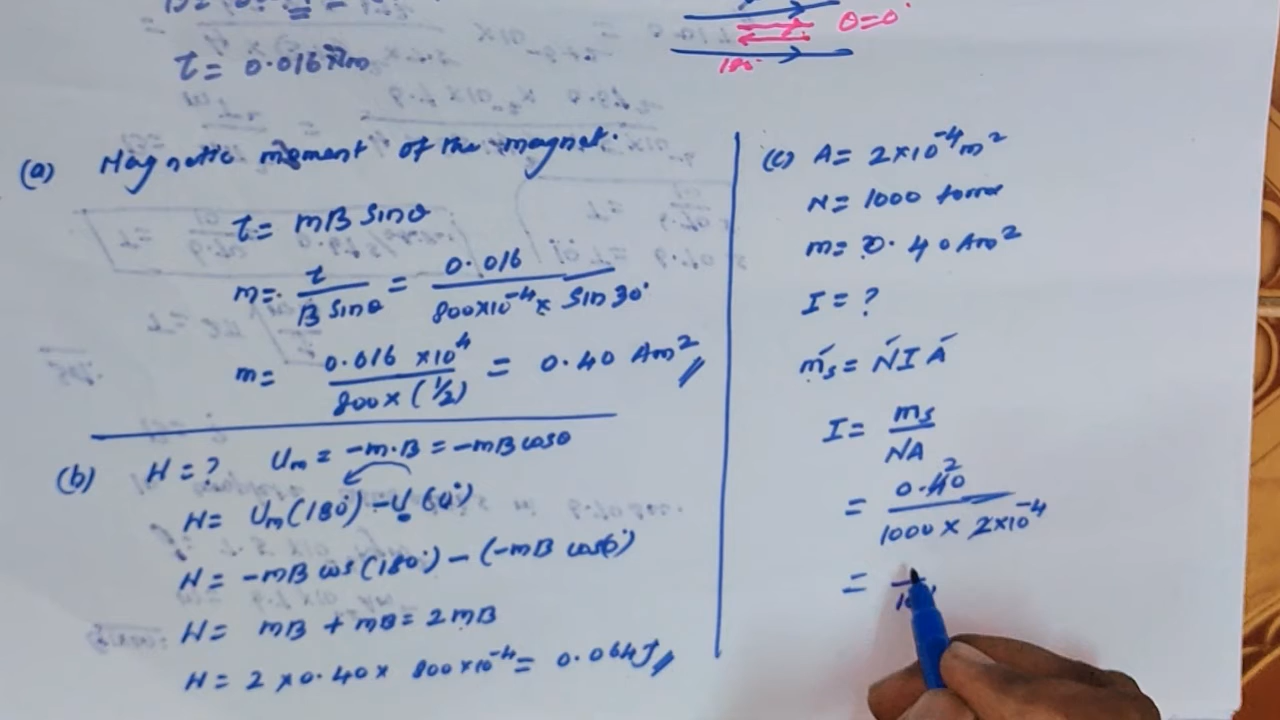 τ = 0.016 Nm
θ=0°
180°
(a) Magnetic moment of the magnet.
τ = mB Sinθ
m = τ / B Sinθ = 0.016 / 800×10⁻⁴ × Sin 30°
m = 0.016 ×10⁴ / 800 × (1/2) = 0.40 Am²
(b) W = ? Um = -m.B = -mB cosθ
W = Um (180°) - U (0°)
W = -mB cos(180°) - (-mB cos0°)
W = mB + mB = 2mB
W = 2 × 0.40 × 800×10⁻⁴ = 0.064 J
(c) A = 2×10⁻⁴ m²
N = 1000 turns
m = 0.40 Am²
I = ?
ms = N I A
I = ms / NA
= 0.40 2 / 1000 × 2×10⁻⁴
=